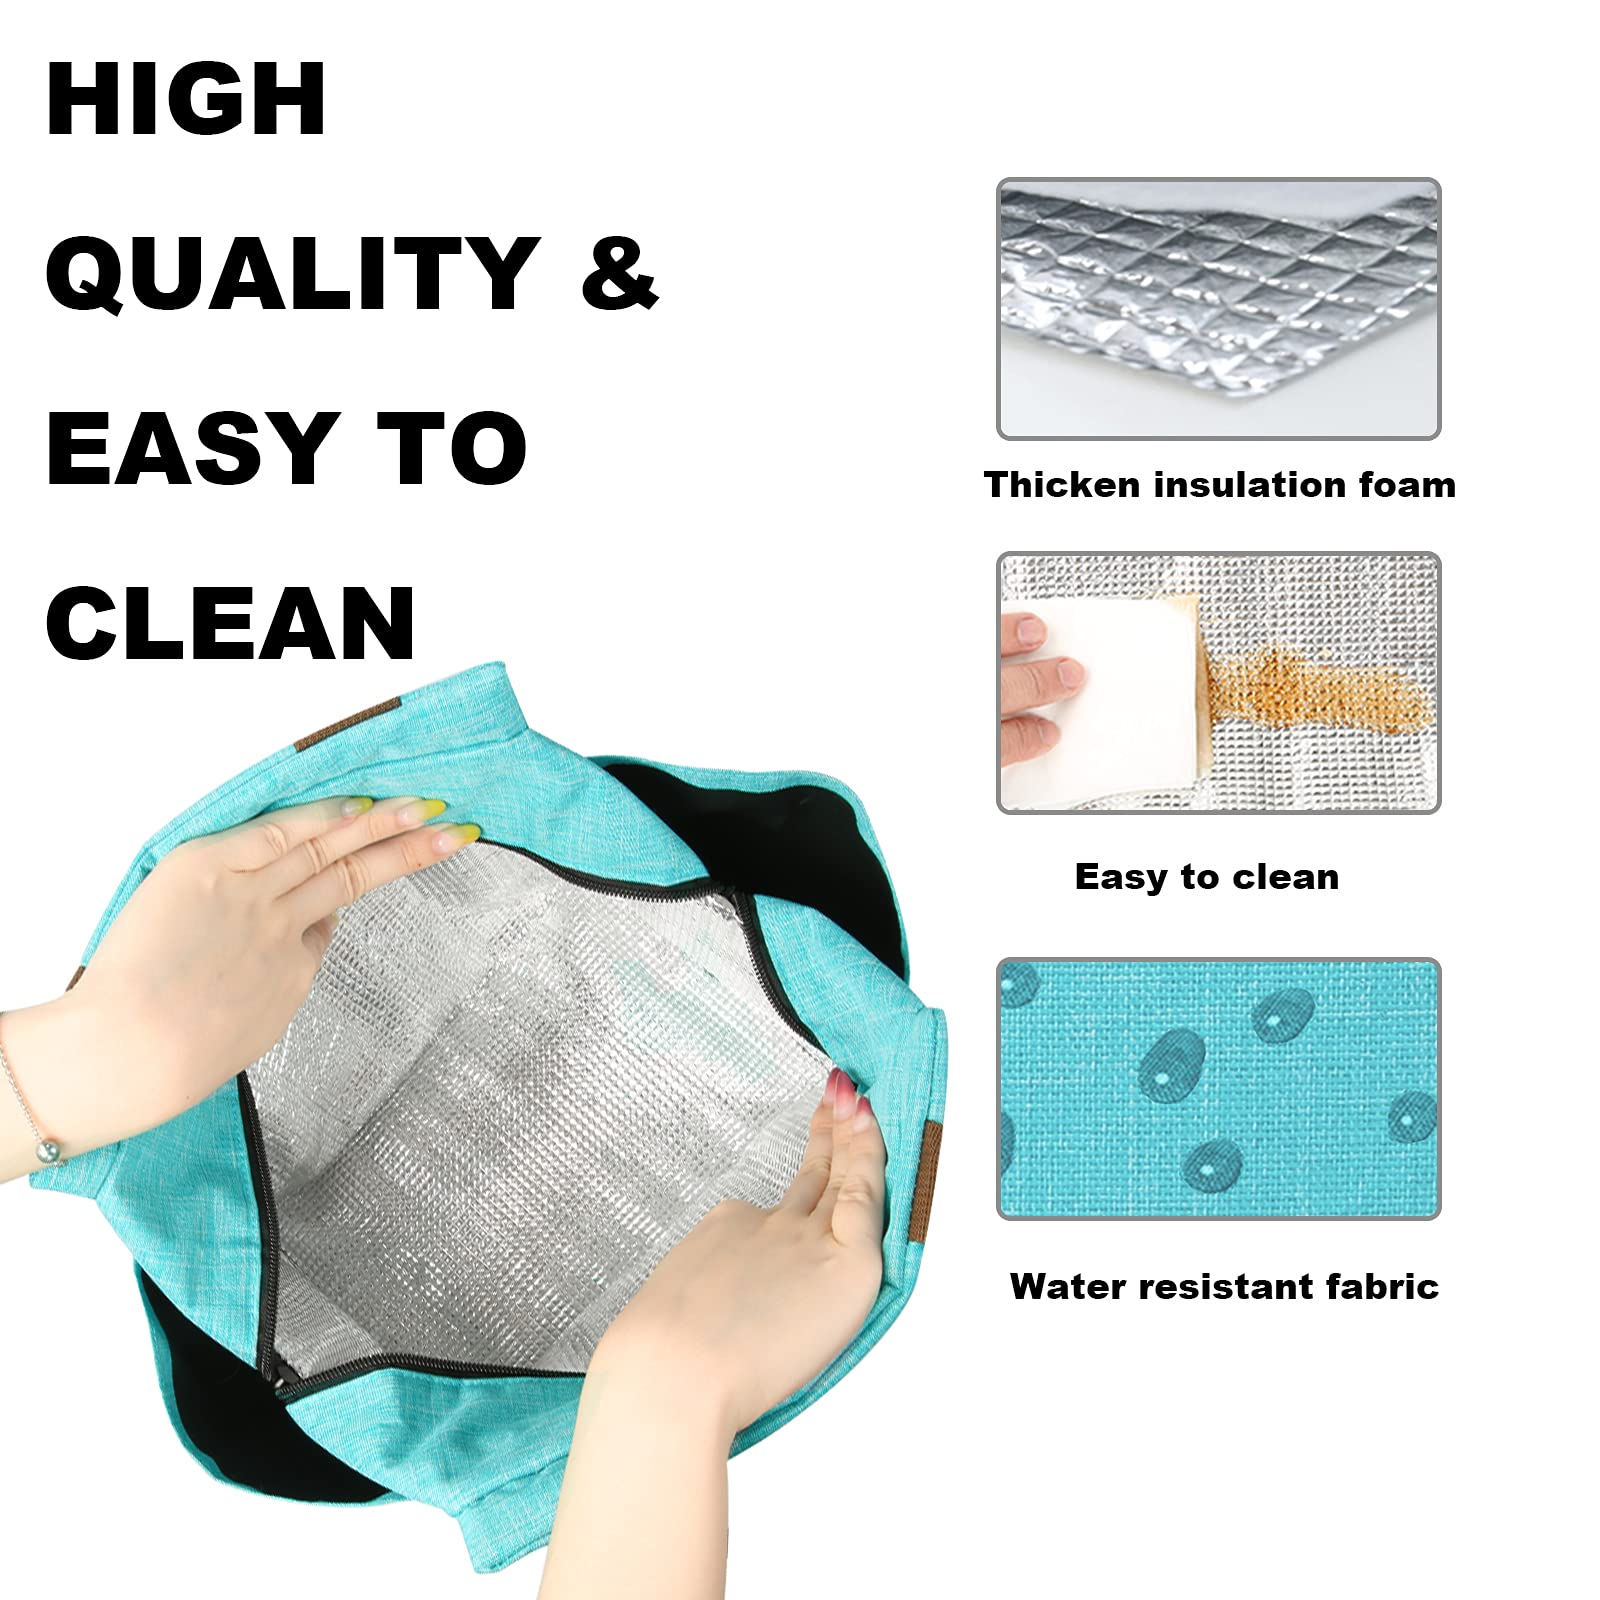 HIGH
QUALITY &
EASY TO
CLEAN
Thicken insulation foam
Easy to clean
Water resistant fabric